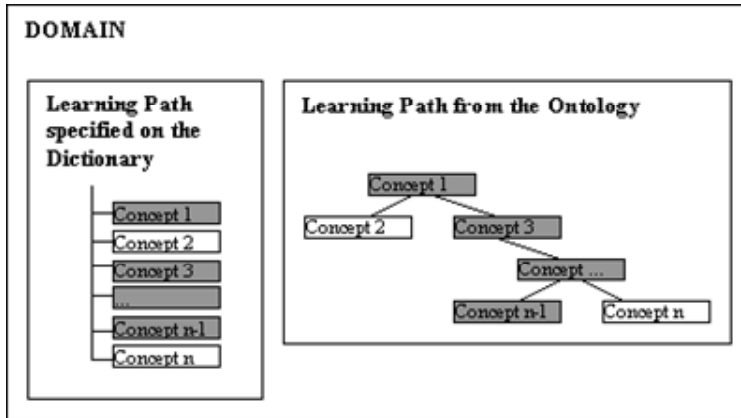 DOMAIN
Learning Path
specified on the
Dictionary
Concept 1
Concept 2
Concept 3
...
Concept n-1
Concept n
Learning Path from the Ontology
Concept 1
Concept 2
Concept 3
Concept ...
Concept n-1
Concept n